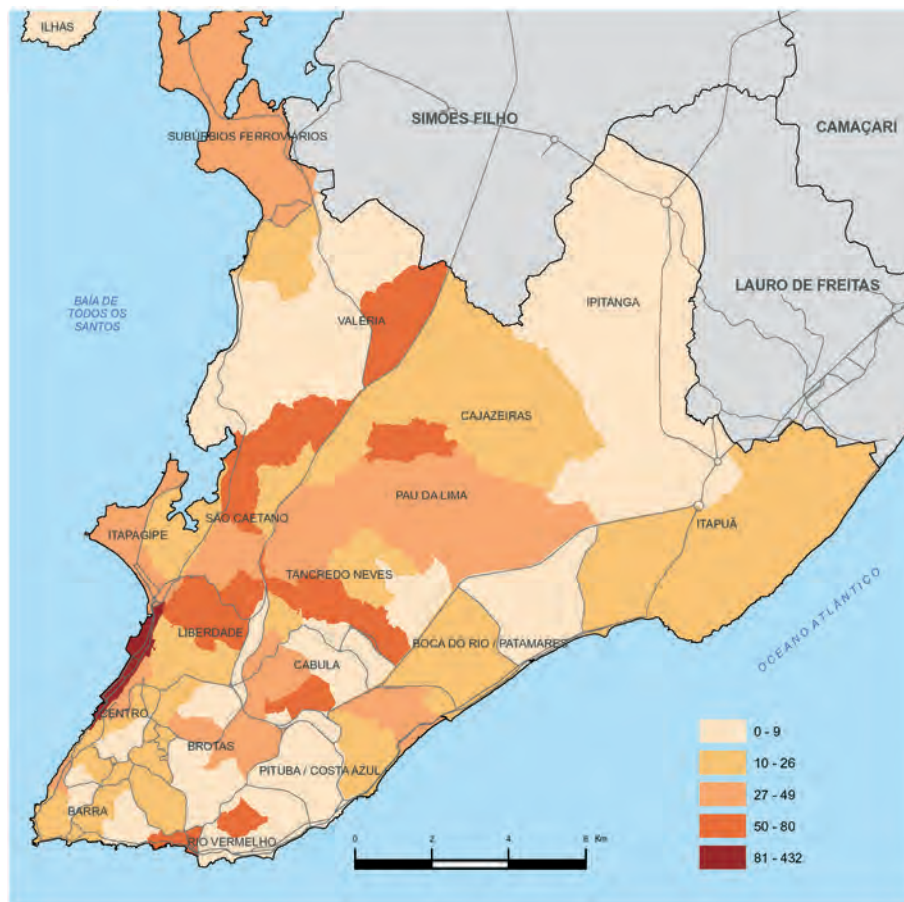 ILHAS
SUBÚRBIOS FERROVIÁRIOS
SIMÕES FILHO
CAMAÇARI
LAURO DE FREITAS
IPITANGA
BAÍA DE
TODOS OS
SANTOS
VALÉRIA
CAJAZEIRAS
PAU DA LIMA
ITAPUÃ
SÃO CAETANO
ITAPAGIPE
TANCREDO NEVES
LIBERDADE
BOCA DO RIO / PATAMARES
OCEANO ATLÂNTICO
CABULA
CENTRO
BROTAS
PITUBA / COSTA AZUL
BARRA
RIO VERMELHO
0 - 9
10 - 26
27 - 49
50 - 80
81 - 432
0 2 4 6 8 Km